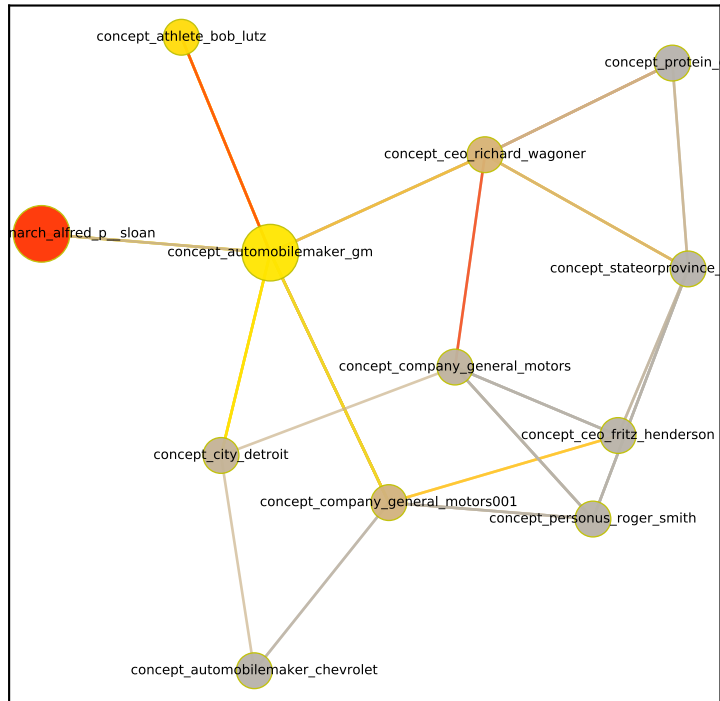 concept_athlete_bob_lutz
concept_protein_
concept_ceo_richard_wagoner
narch_alfred_p__sloan
concept_automobilemaker_gm
concept_stateorprovince_
concept_company_general_motors
concept_ceo_fritz_henderson
concept_city_detroit
concept_company_general_motors001
concept_personus_roger_smith
concept_automobilemaker_chevrolet